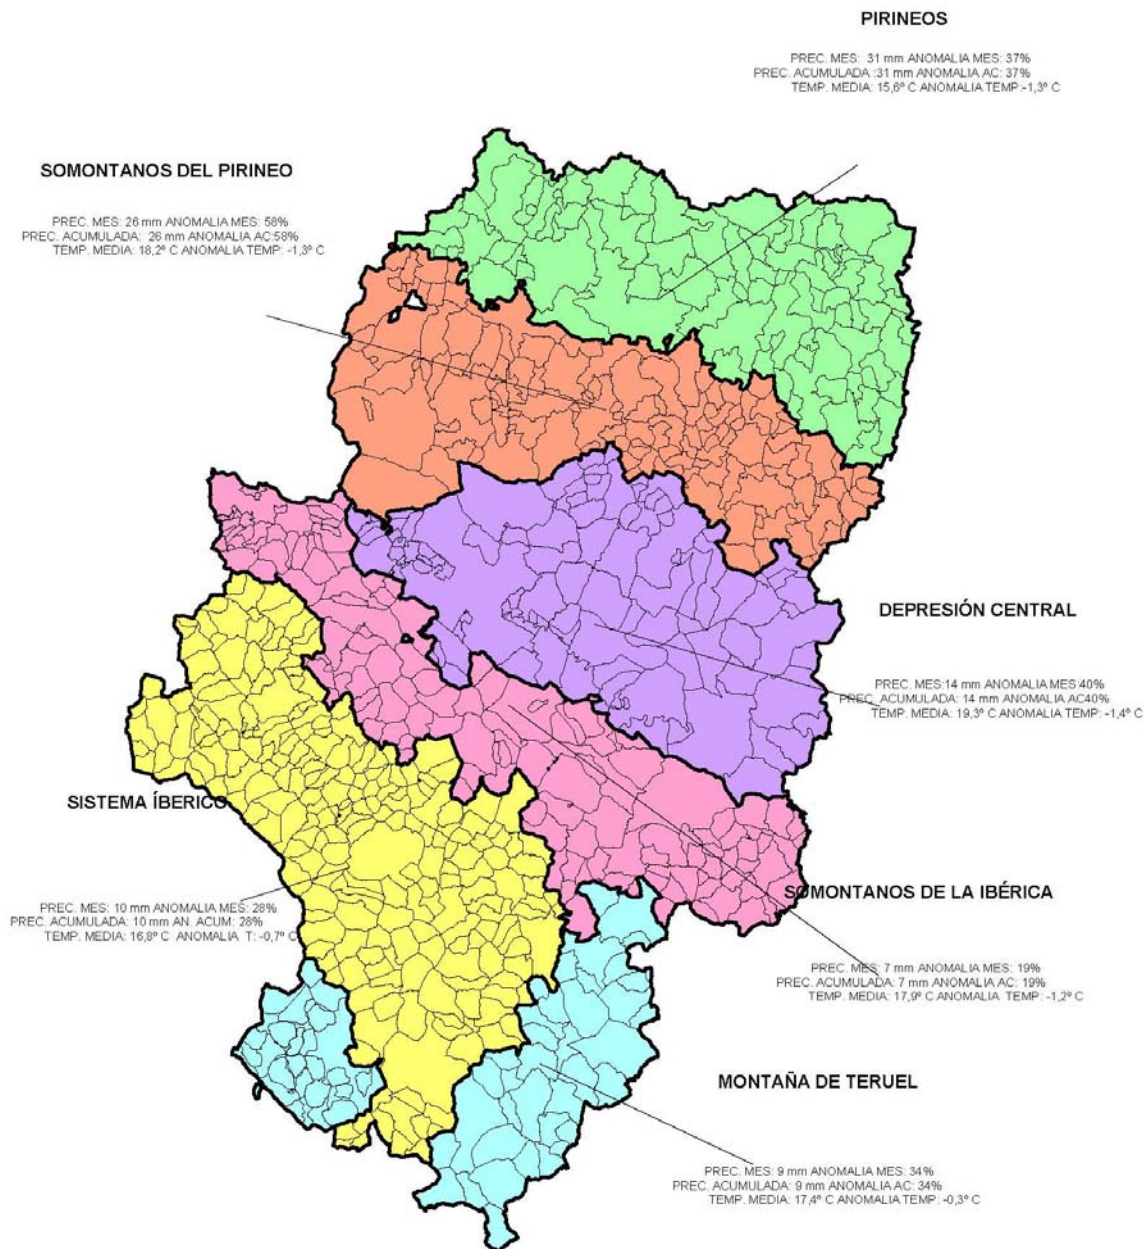 PIRINEOS
PREC. MES: 31 mm ANOMALIA MES: 37%
PREC. ACUMULADA :31 mm ANOMALIA AC: 37%
TEMP. MEDIA: 15,6º C ANOMALIA TEMP:-1,3º C
SOMONTANOS DEL PIRINEO
PREC. MES: 26 mm ANOMALIA MES: 58%
PREC. ACUMULADA: 26 mm ANOMALIA AC:58%
TEMP. MEDIA: 18,2º C ANOMALIA TEMP: -1,3º C
DEPRESIÓN CENTRAL
PREC. MES:14 mm ANOMALIA MES:40%
PREC. ACUMULADA: 14 mm ANOMALIA AC40%
TEMP. MEDIA: 19,3º C ANOMALIA TEMP: -1,4º C
SISTEMA ÍBERICO
PREC. MES: 10 mm ANOMALIA MES: 28%
PREC. ACUMULADA: 10 mm AN. ACUM: 28%
TEMP. MEDIA: 16,8º C ANOMALIA T: -0,7º C
SOMONTANOS DE LA IBÉRICA
PREC. MES: 7 mm ANOMALIA MES: 19%
PREC. ACUMULADA: 7 mm ANOMALIA AC: 19%
TEMP. MEDIA: 17,9º C ANOMALIA TEMP: -1,2º C
MONTAÑA DE TERUEL
PREC. MES: 9 mm ANOMALIA MES: 34%
PREC. ACUMULADA: 9 mm ANOMALIA AC: 34%
TEMP. MEDIA: 17,4º C ANOMALIA TEMP: -0,3º C